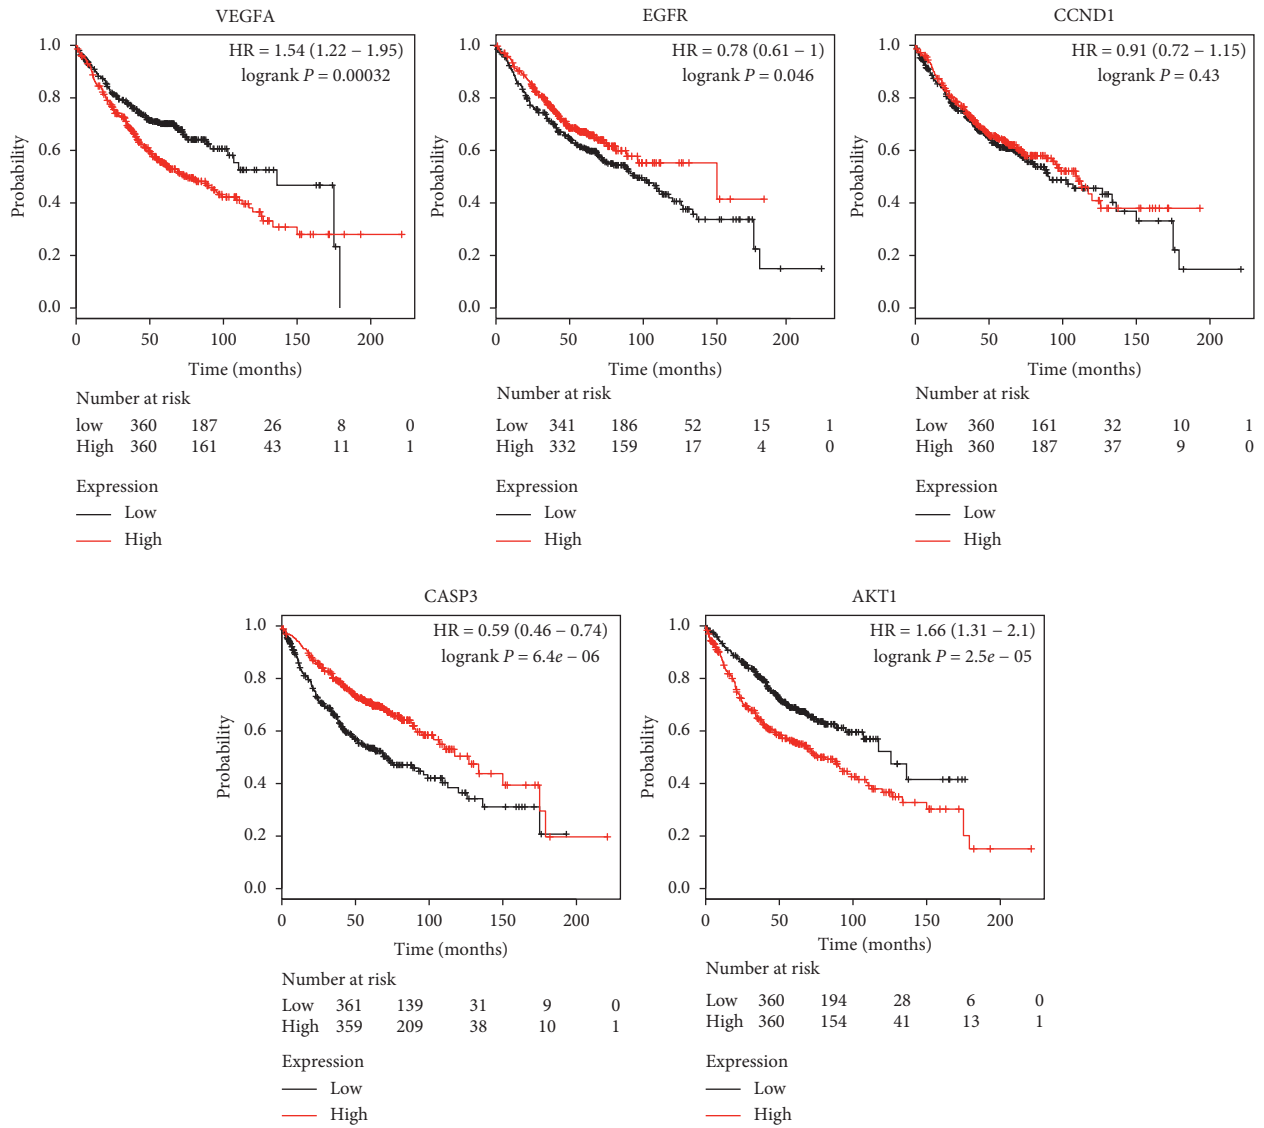 VEGFA
HR = 1.54 (1.22 − 1.95)
logrank P = 0.00032
1.0
0.8
0.6
0.4
0.2
0.0
Probability
0 50 100 150 200
Time (months)
Number at risk
low 360 187 26 8 0
High 360 161 43 11 1
Expression
Low
High
EGFR
HR = 0.78 (0.61 − 1)
logrank P = 0.046
1.0
0.8
0.6
0.4
0.2
0.0
Probability
0 50 100 150 200
Time (months)
Number at risk
Low 341 186 52 15 1
High 332 159 17 4 0
Expression
Low
High
CCND1
HR = 0.91 (0.72 − 1.15)
logrank P = 0.43
1.0
0.8
0.6
0.4
0.2
0.0
Probability
0 50 100 150 200
Time (months)
Number at risk
Low 360 161 32 10 1
High 360 187 37 9 0
Expression
Low
High
CASP3
HR = 0.59 (0.46 − 0.74)
logrank P = 6.4e − 06
1.0
0.8
0.6
0.4
0.2
0.0
Probability
0 50 100 150 200
Time (months)
Number at risk
Low 361 139 31 9 0
High 359 209 38 10 1
Expression
Low
High
AKT1
HR = 1.66 (1.31 − 2.1)
logrank P = 2.5e − 05
1.0
0.8
0.6
0.4
0.2
0.0
Probability
0 50 100 150 200
Time (months)
Number at risk
Low 360 194 28 6 0
High 360 154 41 13 1
Expression
Low
High